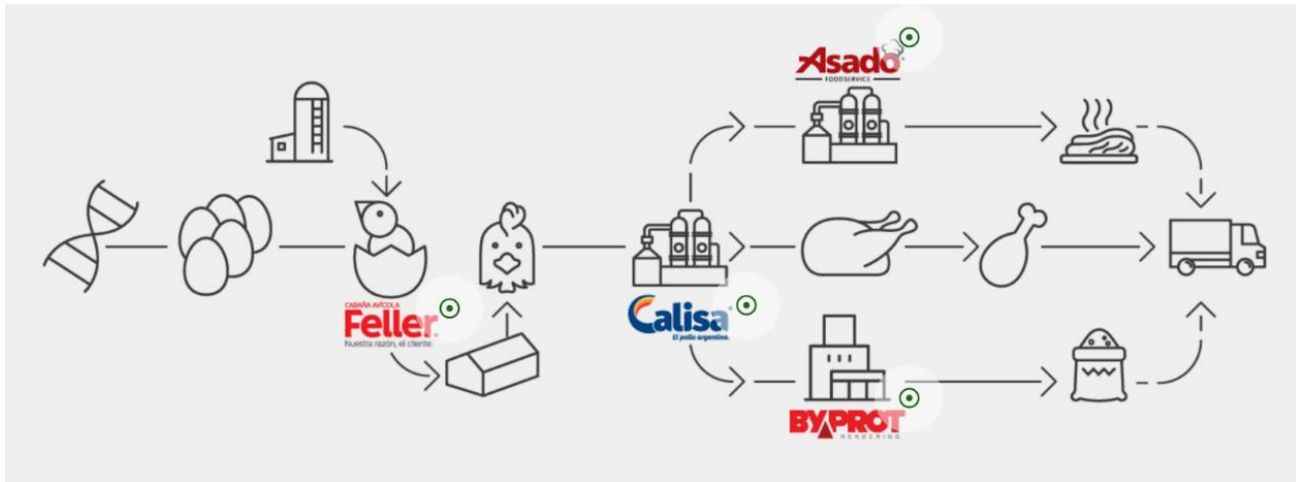 Asado
FOODSERVICE
CABAÑA AVÍCOLA
Feller
Nuestra razón, el cliente.
Calisa
El pollo argentino.
BYPROT
RENDERING